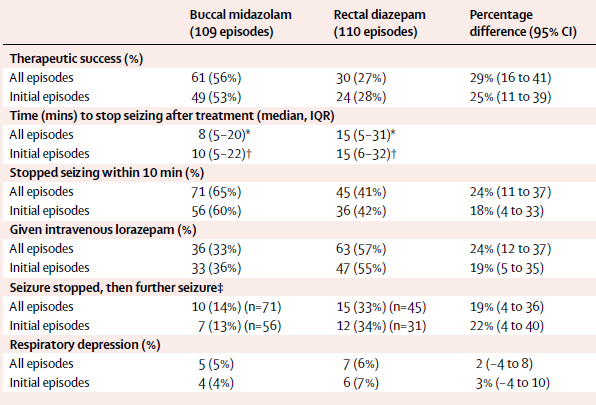 Buccal midazolam Rectal diazepam Percentage
(109 episodes) (110 episodes) difference (95% CI)
Therapeutic success (%)
All episodes 61 (56%) 30 (27%) 29% (16 to 41)
Initial episodes 49 (53%) 24 (28%) 25% (11 to 39)
Time (mins) to stop seizing after treatment (median, IQR)
All episodes 8 (5–20)* 15 (5–31)*
Initial episodes 10 (5–22)† 15 (6–32)†
Stopped seizing within 10 min (%)
All episodes 71 (65%) 45 (41%) 24% (11 to 37)
Initial episodes 56 (60%) 36 (42%) 18% (4 to 33)
Given intravenous lorazepam (%)
All episodes 36 (33%) 63 (57%) 24% (12 to 37)
Initial episodes 33 (36%) 47 (55%) 19% (5 to 35)
Seizure stopped, then further seizure‡
All episodes 10 (14%) (n=71) 15 (33%) (n=45) 19% (4 to 36)
Initial episodes 7 (13%) (n=56) 12 (34%) (n=31) 22% (4 to 40)
Respiratory depression (%)
All episodes 5 (5%) 7 (6%) 2 (−4 to 8)
Initial episodes 4 (4%) 6 (7%) 3% (−4 to 10)